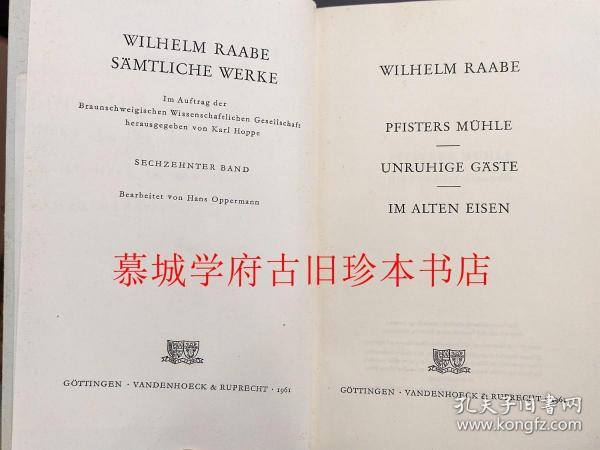 WILHELM RAABE
SÄMTLICHE WERKE
Im Auftrag der
Braunschweigischen Wissenschaftlichen Gesellschaft
herausgegeben von Karl Hoppe
SECHZEHNTER BAND
Bearbeitet von Hans Oppermann
GÖTTINGEN · VANDENHOECK & RUPRECHT · 1961
WILHELM RAABE
PFISTERS MÜHLE
UNRUHIGE GÄSTE
IM ALTEN EISEN
GÖTTINGEN · VANDENHOECK & RUPRECHT · 1961
慕城学府古旧珍本书店
孔夫子旧书网
www.kongfz.com